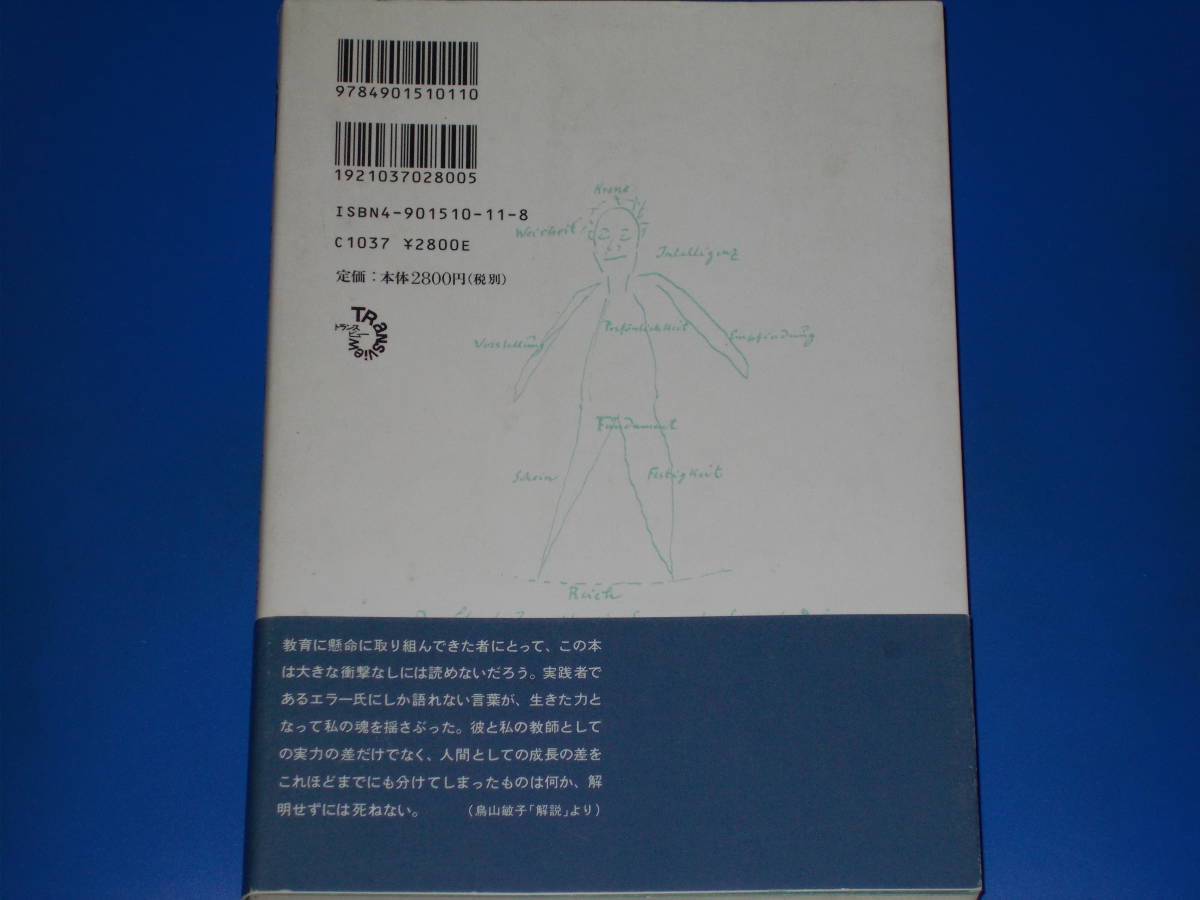 9784901510110
1921037028005
ISBN4-901510-11-8
C1037 ¥2800E
定価：本体2800円（税別）
TRansview
トランスビュー
Krone
Weisheit
Intelligenz
Vorstellung
Persönlichkeit
Empfindung
Fundament
Schein
Festigkeit
Reich
教育に懸命に取り組んできた者にとって、この本
は大きな衝撃なしには読めないだろう。実践者で
あるエラー氏にしか語れない言葉が、生きた力と
なって私の魂を揺さぶった。彼と私の教師として
の実力の差だけでなく、人間としての成長の差を
これほどまでにも分けてしまったものは何か、解
明せずには死ねない。　（鳥山敏子「解説」より）